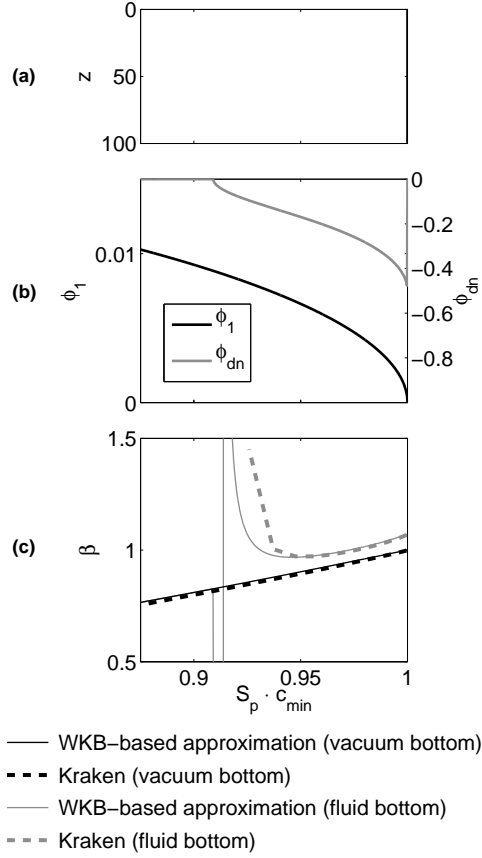 0
(a)
z
50
100
(b)
ϕ1
0.01
0
ϕ1
ϕdn
0
−0.2
−0.4
−0.6
−0.8
ϕdn
(c)
β
1.5
1
0.5
0.9 0.95 1
Sp · cmin
WKB−based approximation (vacuum bottom)
Kraken (vacuum bottom)
WKB−based approximation (fluid bottom)
Kraken (fluid bottom)